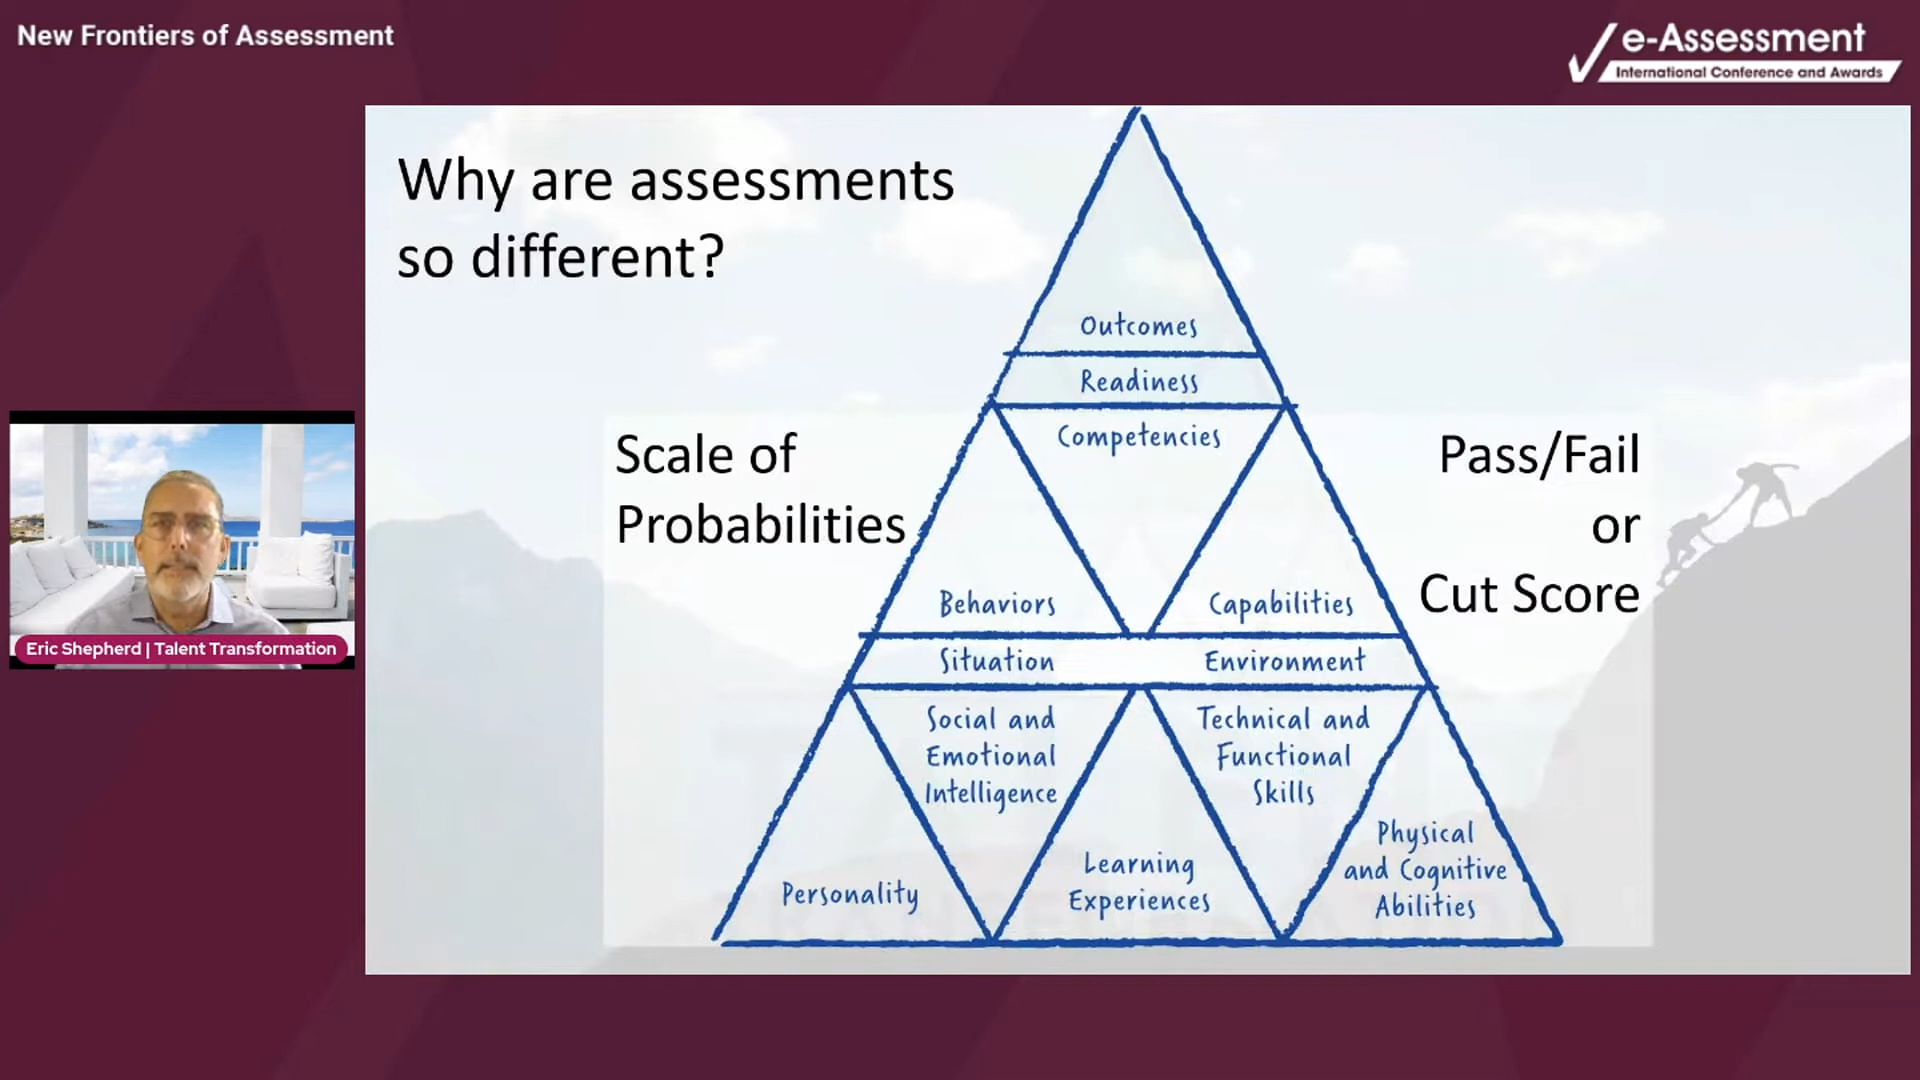 New Frontiers of Assessment
e-Assessment
International Conference and Awards
Why are assessments
so different?
Outcomes
Readiness
Competencies
Scale of
Probabilities
Pass/Fail
or
Cut Score
Behaviors
Capabilities
Situation
Environment
Social and
Emotional
Intelligence
Technical and
Functional
Skills
Personality
Learning
Experiences
Physical
and Cognitive
Abilities
Eric Shepherd | Talent Transformation